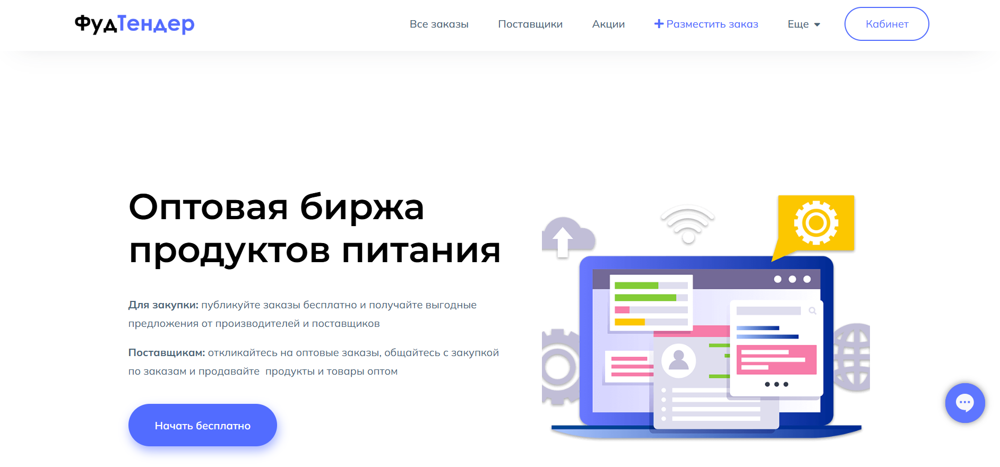 ФудТендер
Все заказы
Поставщики
Акции
+ Разместить заказ
Еще
Кабинет
Оптовая биржа
продуктов питания
Для закупки: публикуйте заказы бесплатно и получайте выгодные
предложения от производителей и поставщиков
Поставщикам: откликайтесь на оптовые заказы, общайтесь с закупкой
по заказам и продавайте продукты и товары оптом
Начать бесплатно